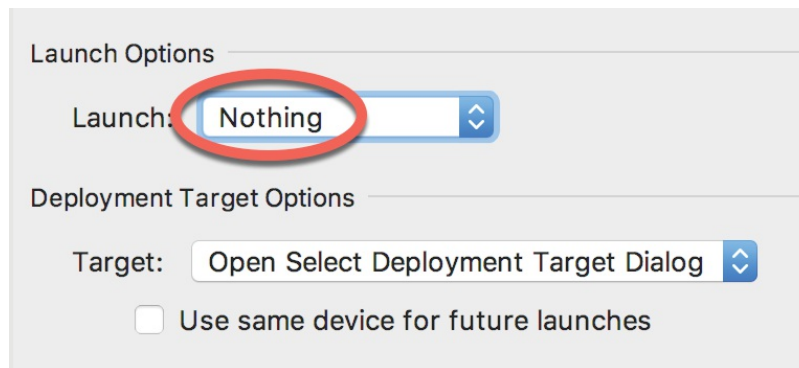 Launch Options
Launch: Nothing
Deployment Target Options
Target: Open Select Deployment Target Dialog
Use same device for future launches